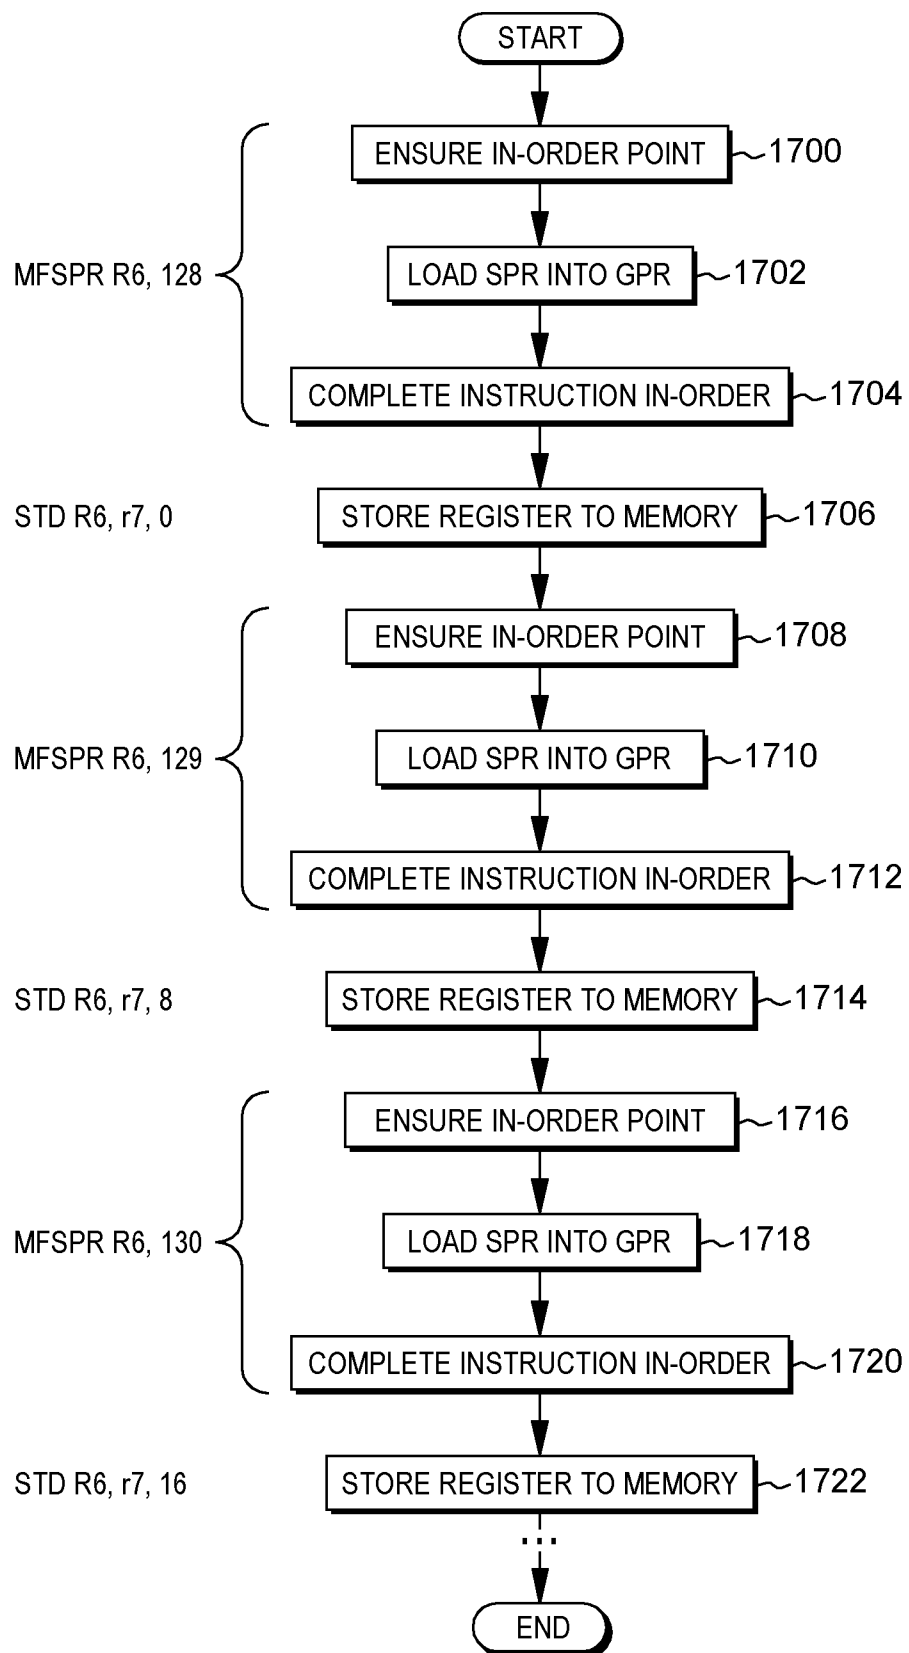 START
ENSURE IN-ORDER POINT 1700
MFSPR R6, 128 LOAD SPR INTO GPR 1702
COMPLETE INSTRUCTION IN-ORDER 1704
STD R6, r7, 0 STORE REGISTER TO MEMORY 1706
ENSURE IN-ORDER POINT 1708
MFSPR R6, 129 LOAD SPR INTO GPR 1710
COMPLETE INSTRUCTION IN-ORDER 1712
STD R6, r7, 8 STORE REGISTER TO MEMORY 1714
ENSURE IN-ORDER POINT 1716
MFSPR R6, 130 LOAD SPR INTO GPR 1718
COMPLETE INSTRUCTION IN-ORDER 1720
STD R6, r7, 16 STORE REGISTER TO MEMORY 1722
...
END